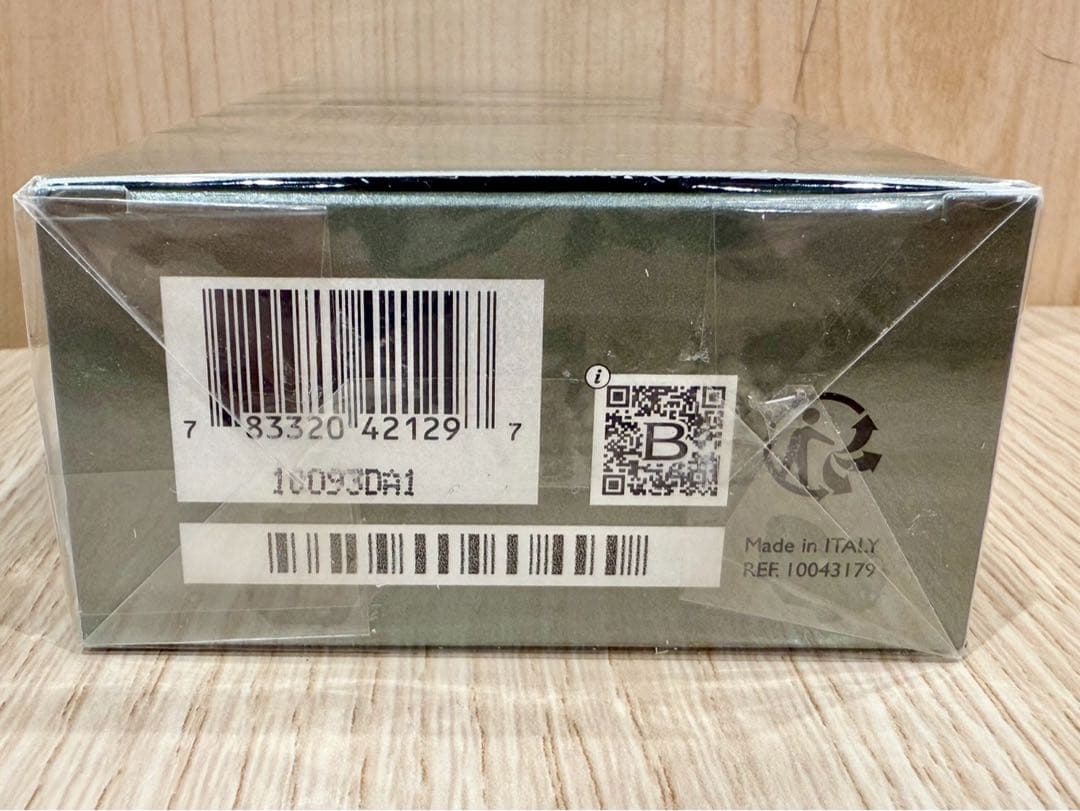 7 83320 42129 7
10093DA1
i
B
Made in ITALY
REF. 10043179